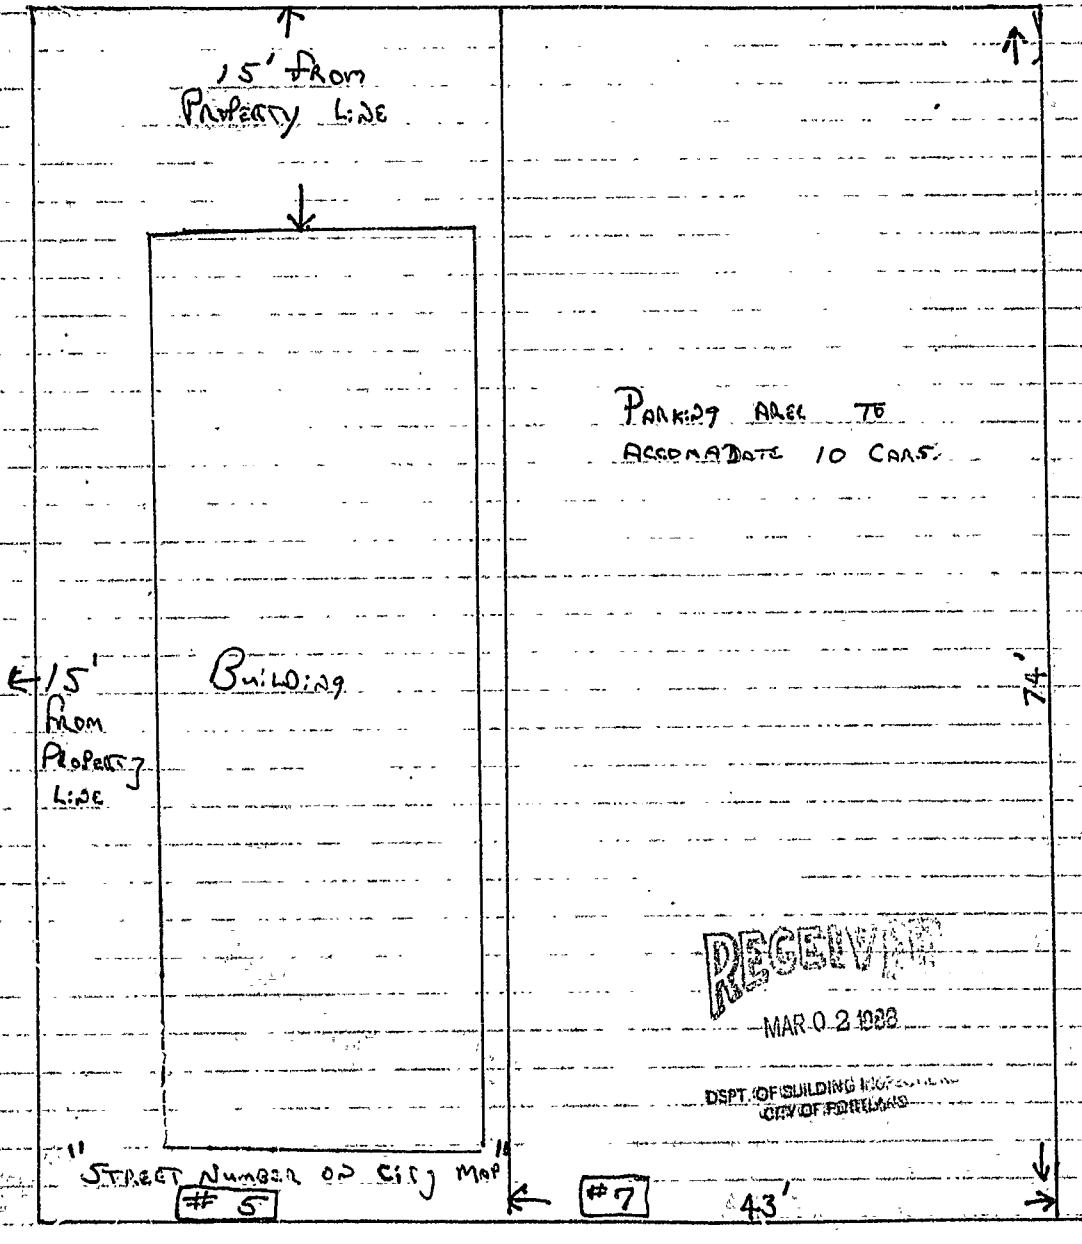 15' From
Property Line
Parking Area To
Accomadate 10 Cars.
Building
15'
From
Property
Line
74'
RECEIVED
MAR 02 1988
DEPT. OF BUILDING INSPECTIONS
CITY OF PORTLAND
"Street Number on City Map"
# 5
#7
43'